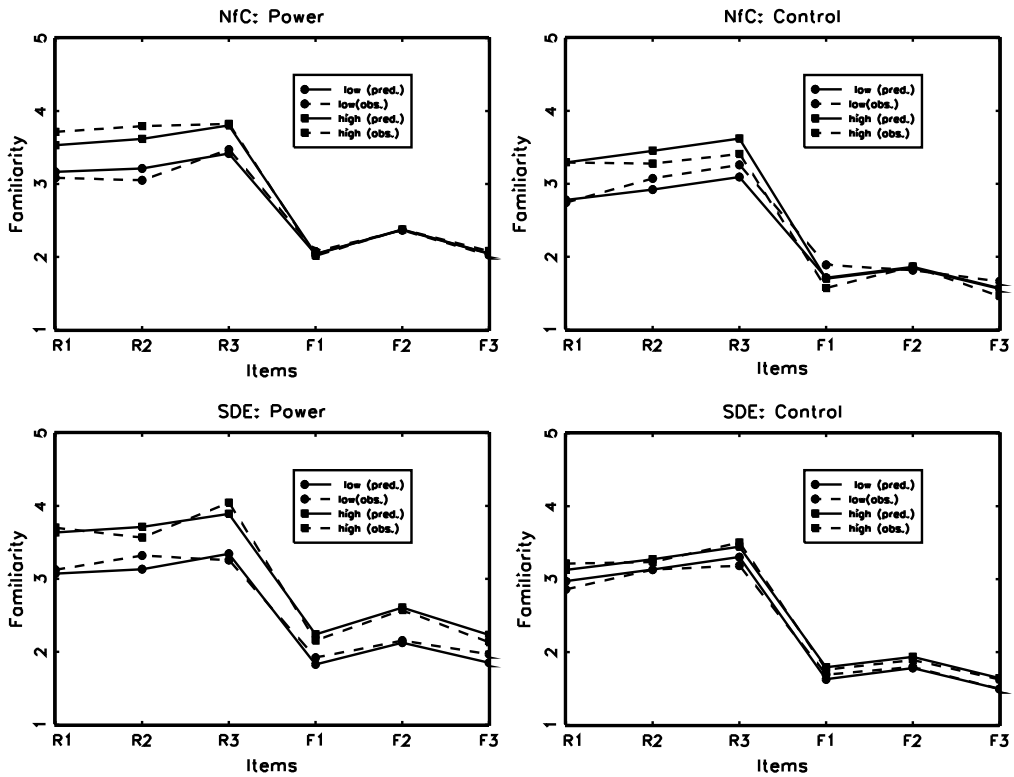 NfC: Power
5
4
3
2
1
Familiarity
low (pred.)
low(obs.)
high (pred.)
high (obs.)
R1 R2 R3 F1 F2 F3
Items
NfC: Control
5
4
3
2
1
Familiarity
low (pred.)
low(obs.)
high (pred.)
high (obs.)
R1 R2 R3 F1 F2 F3
Items
SDE: Power
5
4
3
2
1
Familiarity
low (pred.)
low(obs.)
high (pred.)
high (obs.)
R1 R2 R3 F1 F2 F3
Items
SDE: Control
5
4
3
2
1
Familiarity
low (pred.)
low(obs.)
high (pred.)
high (obs.)
R1 R2 R3 F1 F2 F3
Items